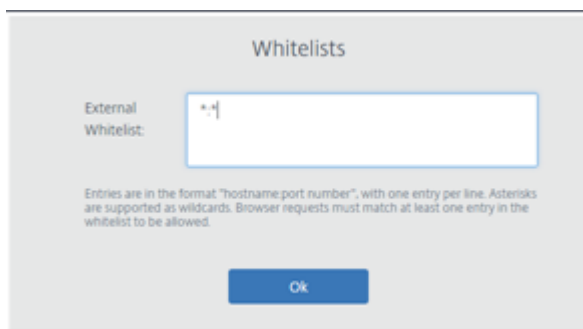 Whitelists
External
Whitelist:
*:*
Entries are in the format "hostname:port number", with one entry per line. Asterisks
are supported as wildcards. Browser requests must match at least one entry in the
whitelist to be allowed.
Ok